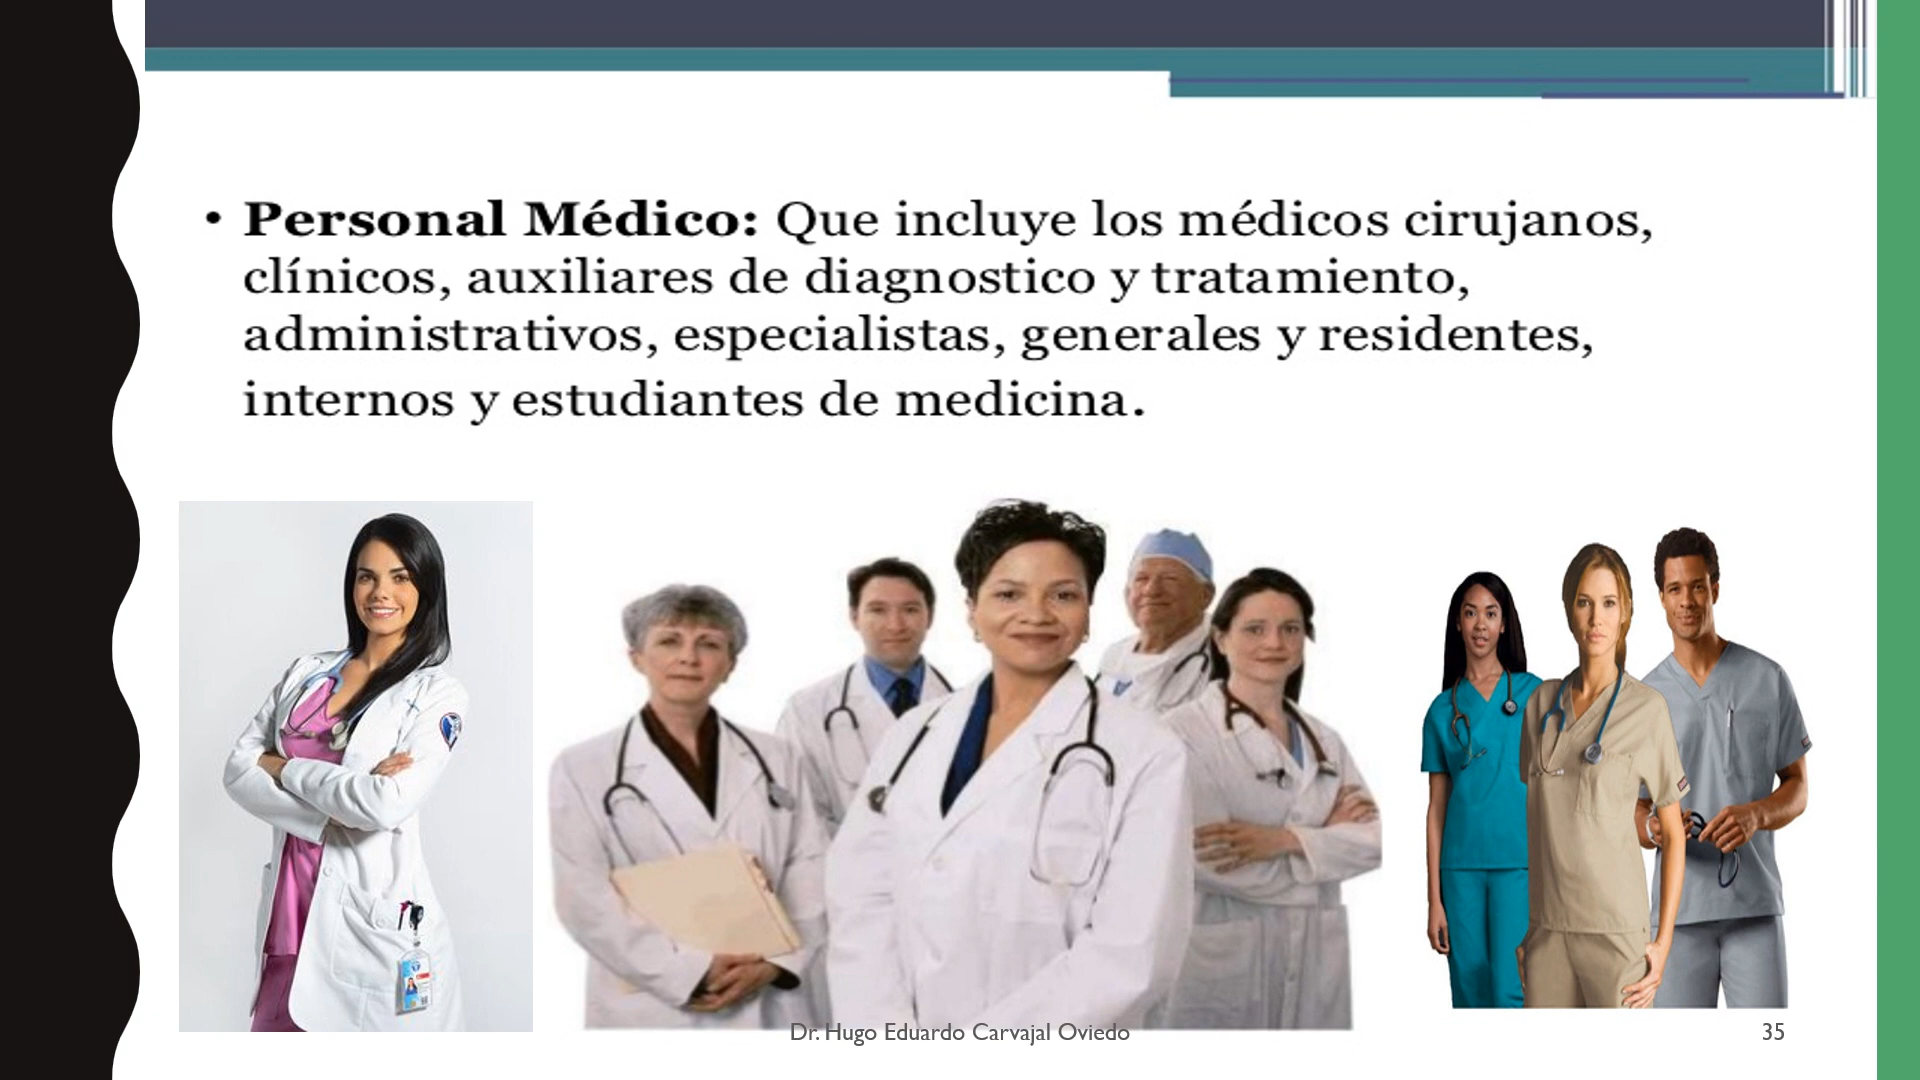 • Personal Médico: Que incluye los médicos cirujanos,
clínicos, auxiliares de diagnostico y tratamiento,
administrativos, especialistas, generales y residentes,
internos y estudiantes de medicina.
Dr. Hugo Eduardo Carvajal Oviedo
35